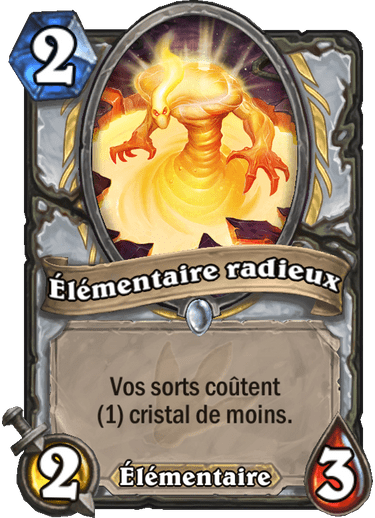 2
Élémentaire radieux
Vos sorts coûtent
(1) cristal de moins.
2
Élémentaire
3